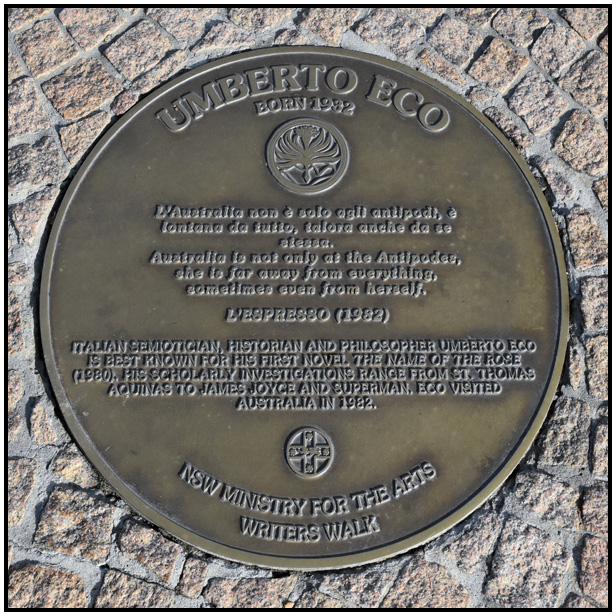 UMBERTO ECO
BORN 1932
L'Australia non è solo agli antipodi, è
lontana da tutto, talora anche da se
stessa.
Australia is not only at the Antipodes,
she is far away from everything,
sometimes even from herself.
L'ESPRESSO (1982)
ITALIAN SEMIOTICIAN, HISTORIAN AND PHILOSOPHER UMBERTO ECO
IS BEST KNOWN FOR HIS FIRST NOVEL THE NAME OF THE ROSE
(1980). HIS SCHOLARLY INVESTIGATIONS RANGE FROM ST. THOMAS
AQUINAS TO JAMES JOYCE AND SUPERMAN. ECO VISITED
AUSTRALIA IN 1982.
NSW MINISTRY FOR THE ARTS
WRITERS WALK